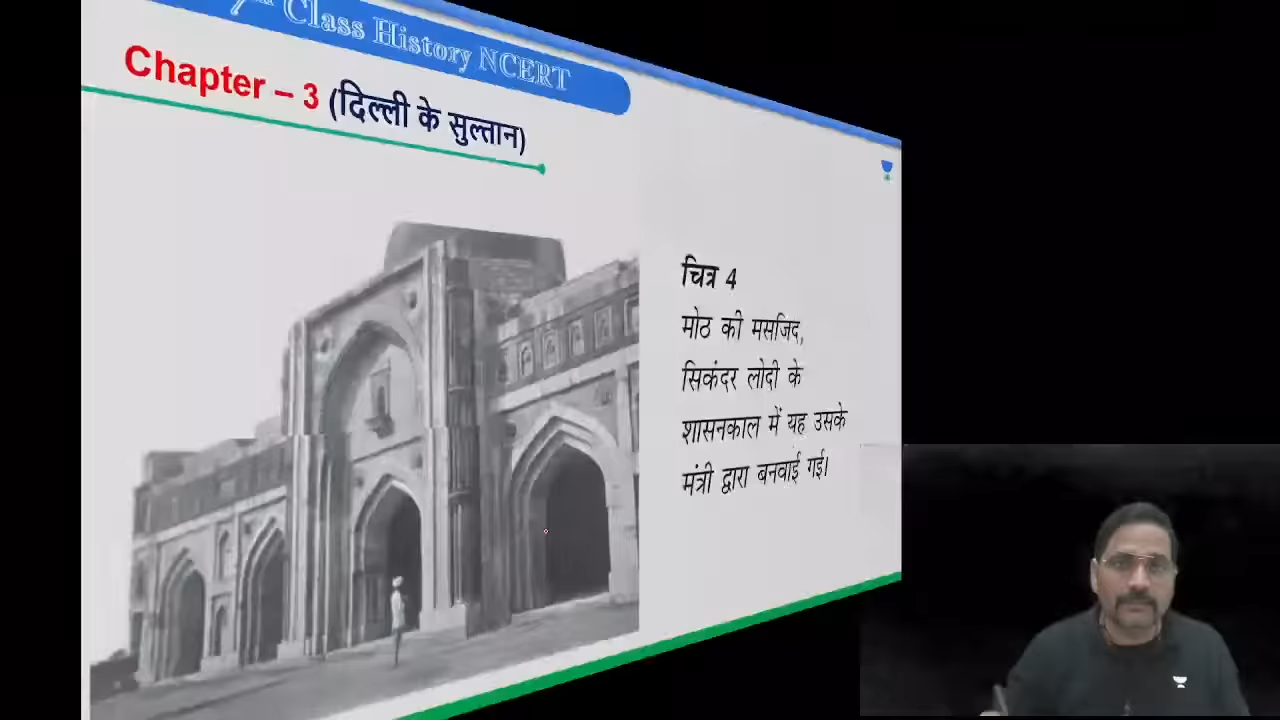 Class History NCERT
Chapter – 3 (दिल्ली के सुल्तान)
चित्र 4
मोठ की मसजिद,
सिकंदर लोदी के
शासनकाल में यह उसके
मंत्री द्वारा बनवाई गई।